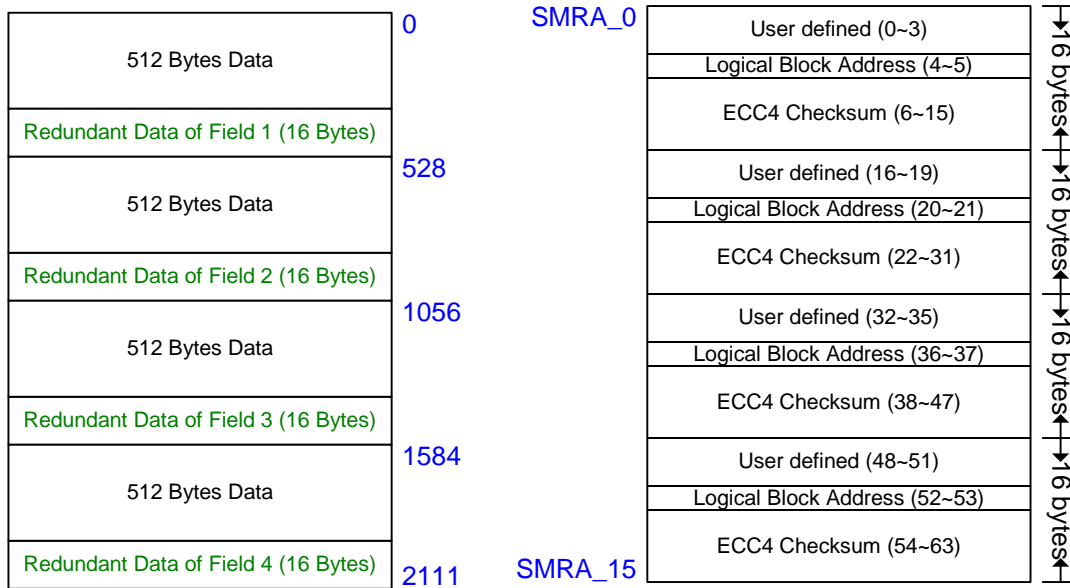 0
512 Bytes Data
Redundant Data of Field 1 (16 Bytes)
528
512 Bytes Data
Redundant Data of Field 2 (16 Bytes)
1056
512 Bytes Data
Redundant Data of Field 3 (16 Bytes)
1584
512 Bytes Data
Redundant Data of Field 4 (16 Bytes)
2111
SMRA_0
User defined (0~3)
Logical Block Address (4~5)
ECC4 Checksum (6~15)
16 bytes
User defined (16~19)
Logical Block Address (20~21)
ECC4 Checksum (22~31)
16 bytes
User defined (32~35)
Logical Block Address (36~37)
ECC4 Checksum (38~47)
16 bytes
User defined (48~51)
Logical Block Address (52~53)
ECC4 Checksum (54~63)
16 bytes
SMRA_15